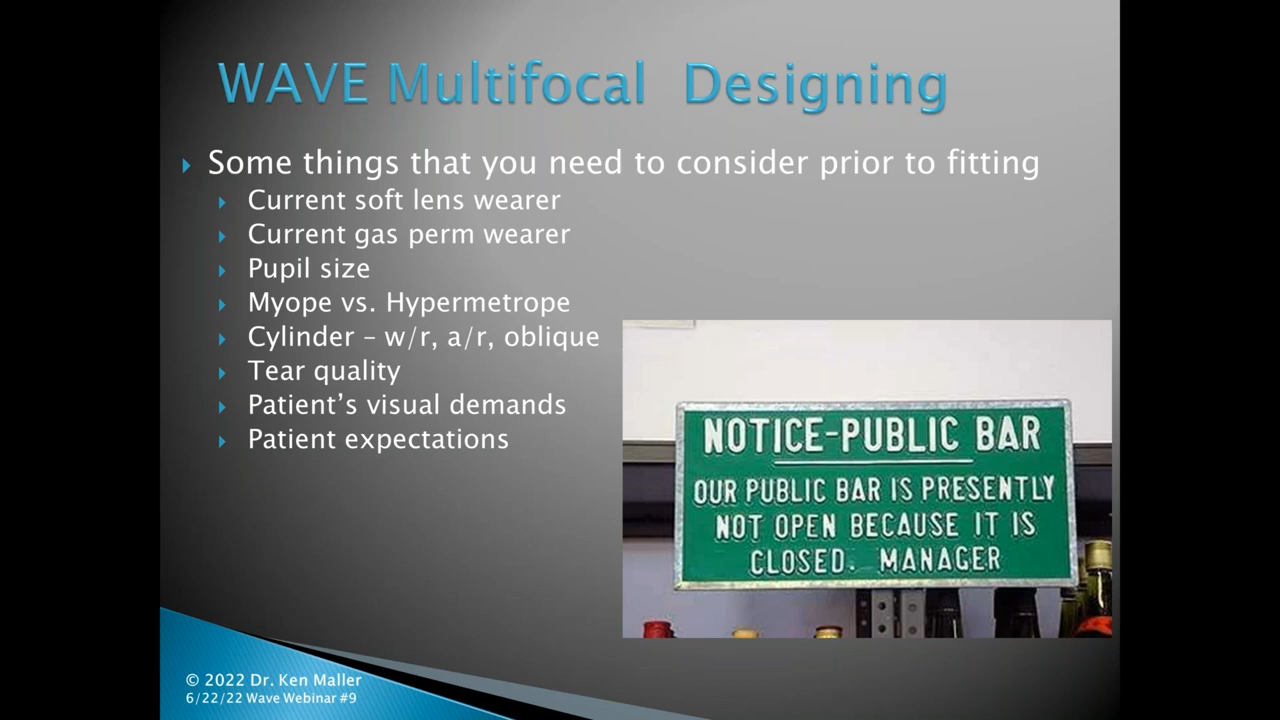 WAVE Multifocal Designing
Some things that you need to consider prior to fitting
Current soft lens wearer
Current gas perm wearer
Pupil size
Myope vs. Hypermetrope
Cylinder – w/r, a/r, oblique
Tear quality
Patient’s visual demands
Patient expectations
NOTICE-PUBLIC BAR
OUR PUBLIC BAR IS PRESENTLY
NOT OPEN BECAUSE IT IS
CLOSED. MANAGER
© 2022 Dr. Ken Maller
6/22/22 Wave Webinar #9